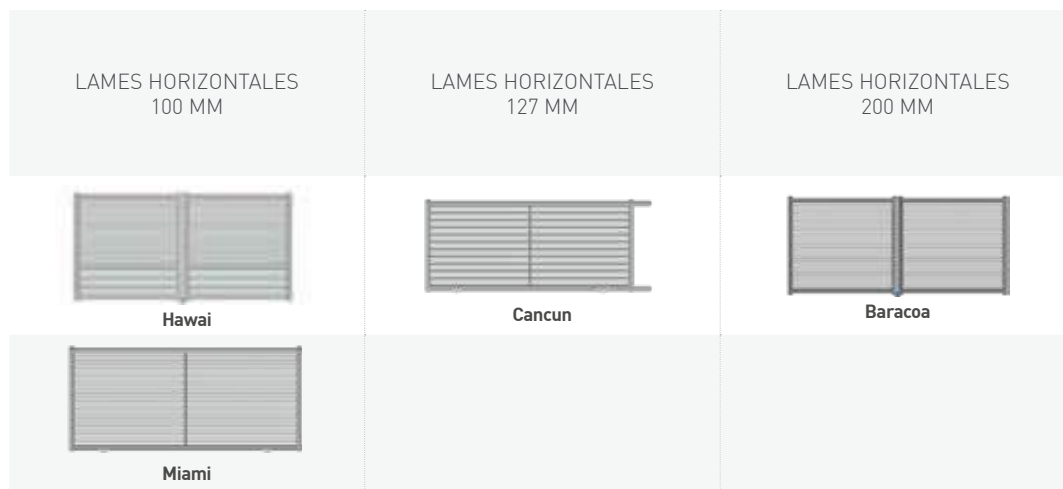 LAMES HORIZONTALES
100 MM
LAMES HORIZONTALES
127 MM
LAMES HORIZONTALES
200 MM
Hawai
Cancun
Baracoa
Miami